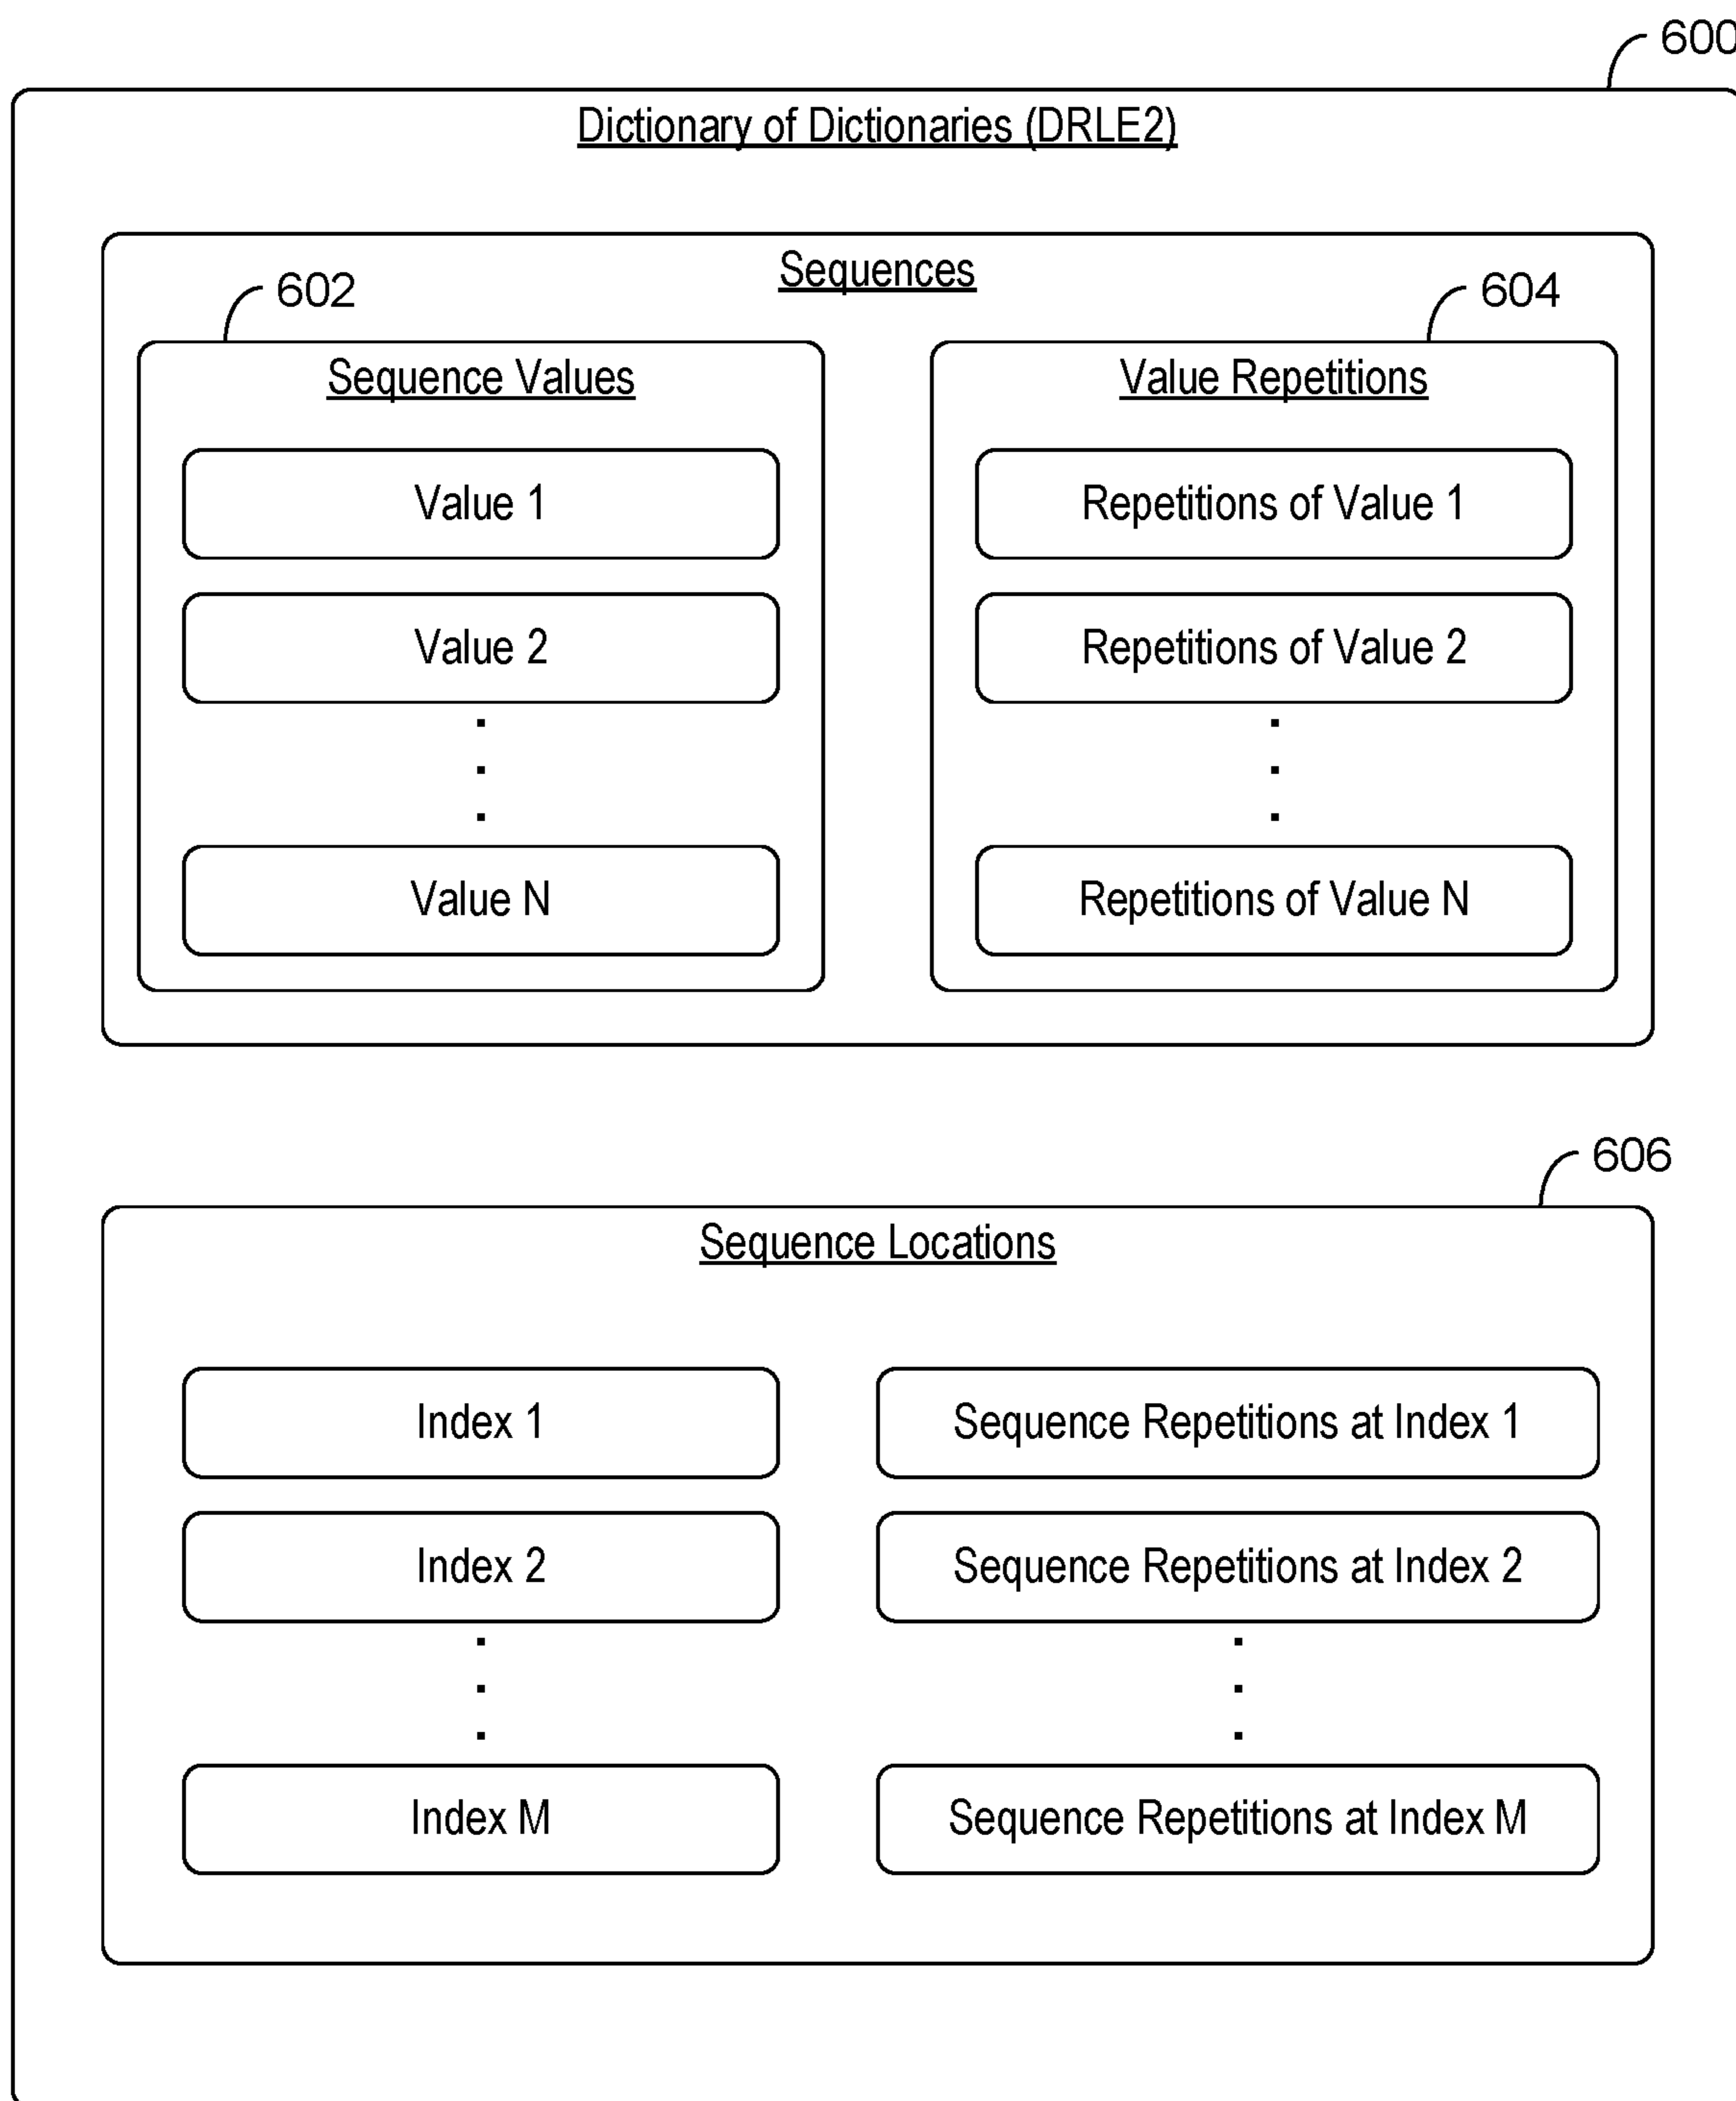 600
Dictionary of Dictionaries (DRLE2)
Sequences
602
604
Sequence Values
Value Repetitions
Value 1
Repetitions of Value 1
Value 2
Repetitions of Value 2
Value N
Repetitions of Value N
606
Sequence Locations
Index 1
Sequence Repetitions at Index 1
Index 2
Sequence Repetitions at Index 2
Index M
Sequence Repetitions at Index M